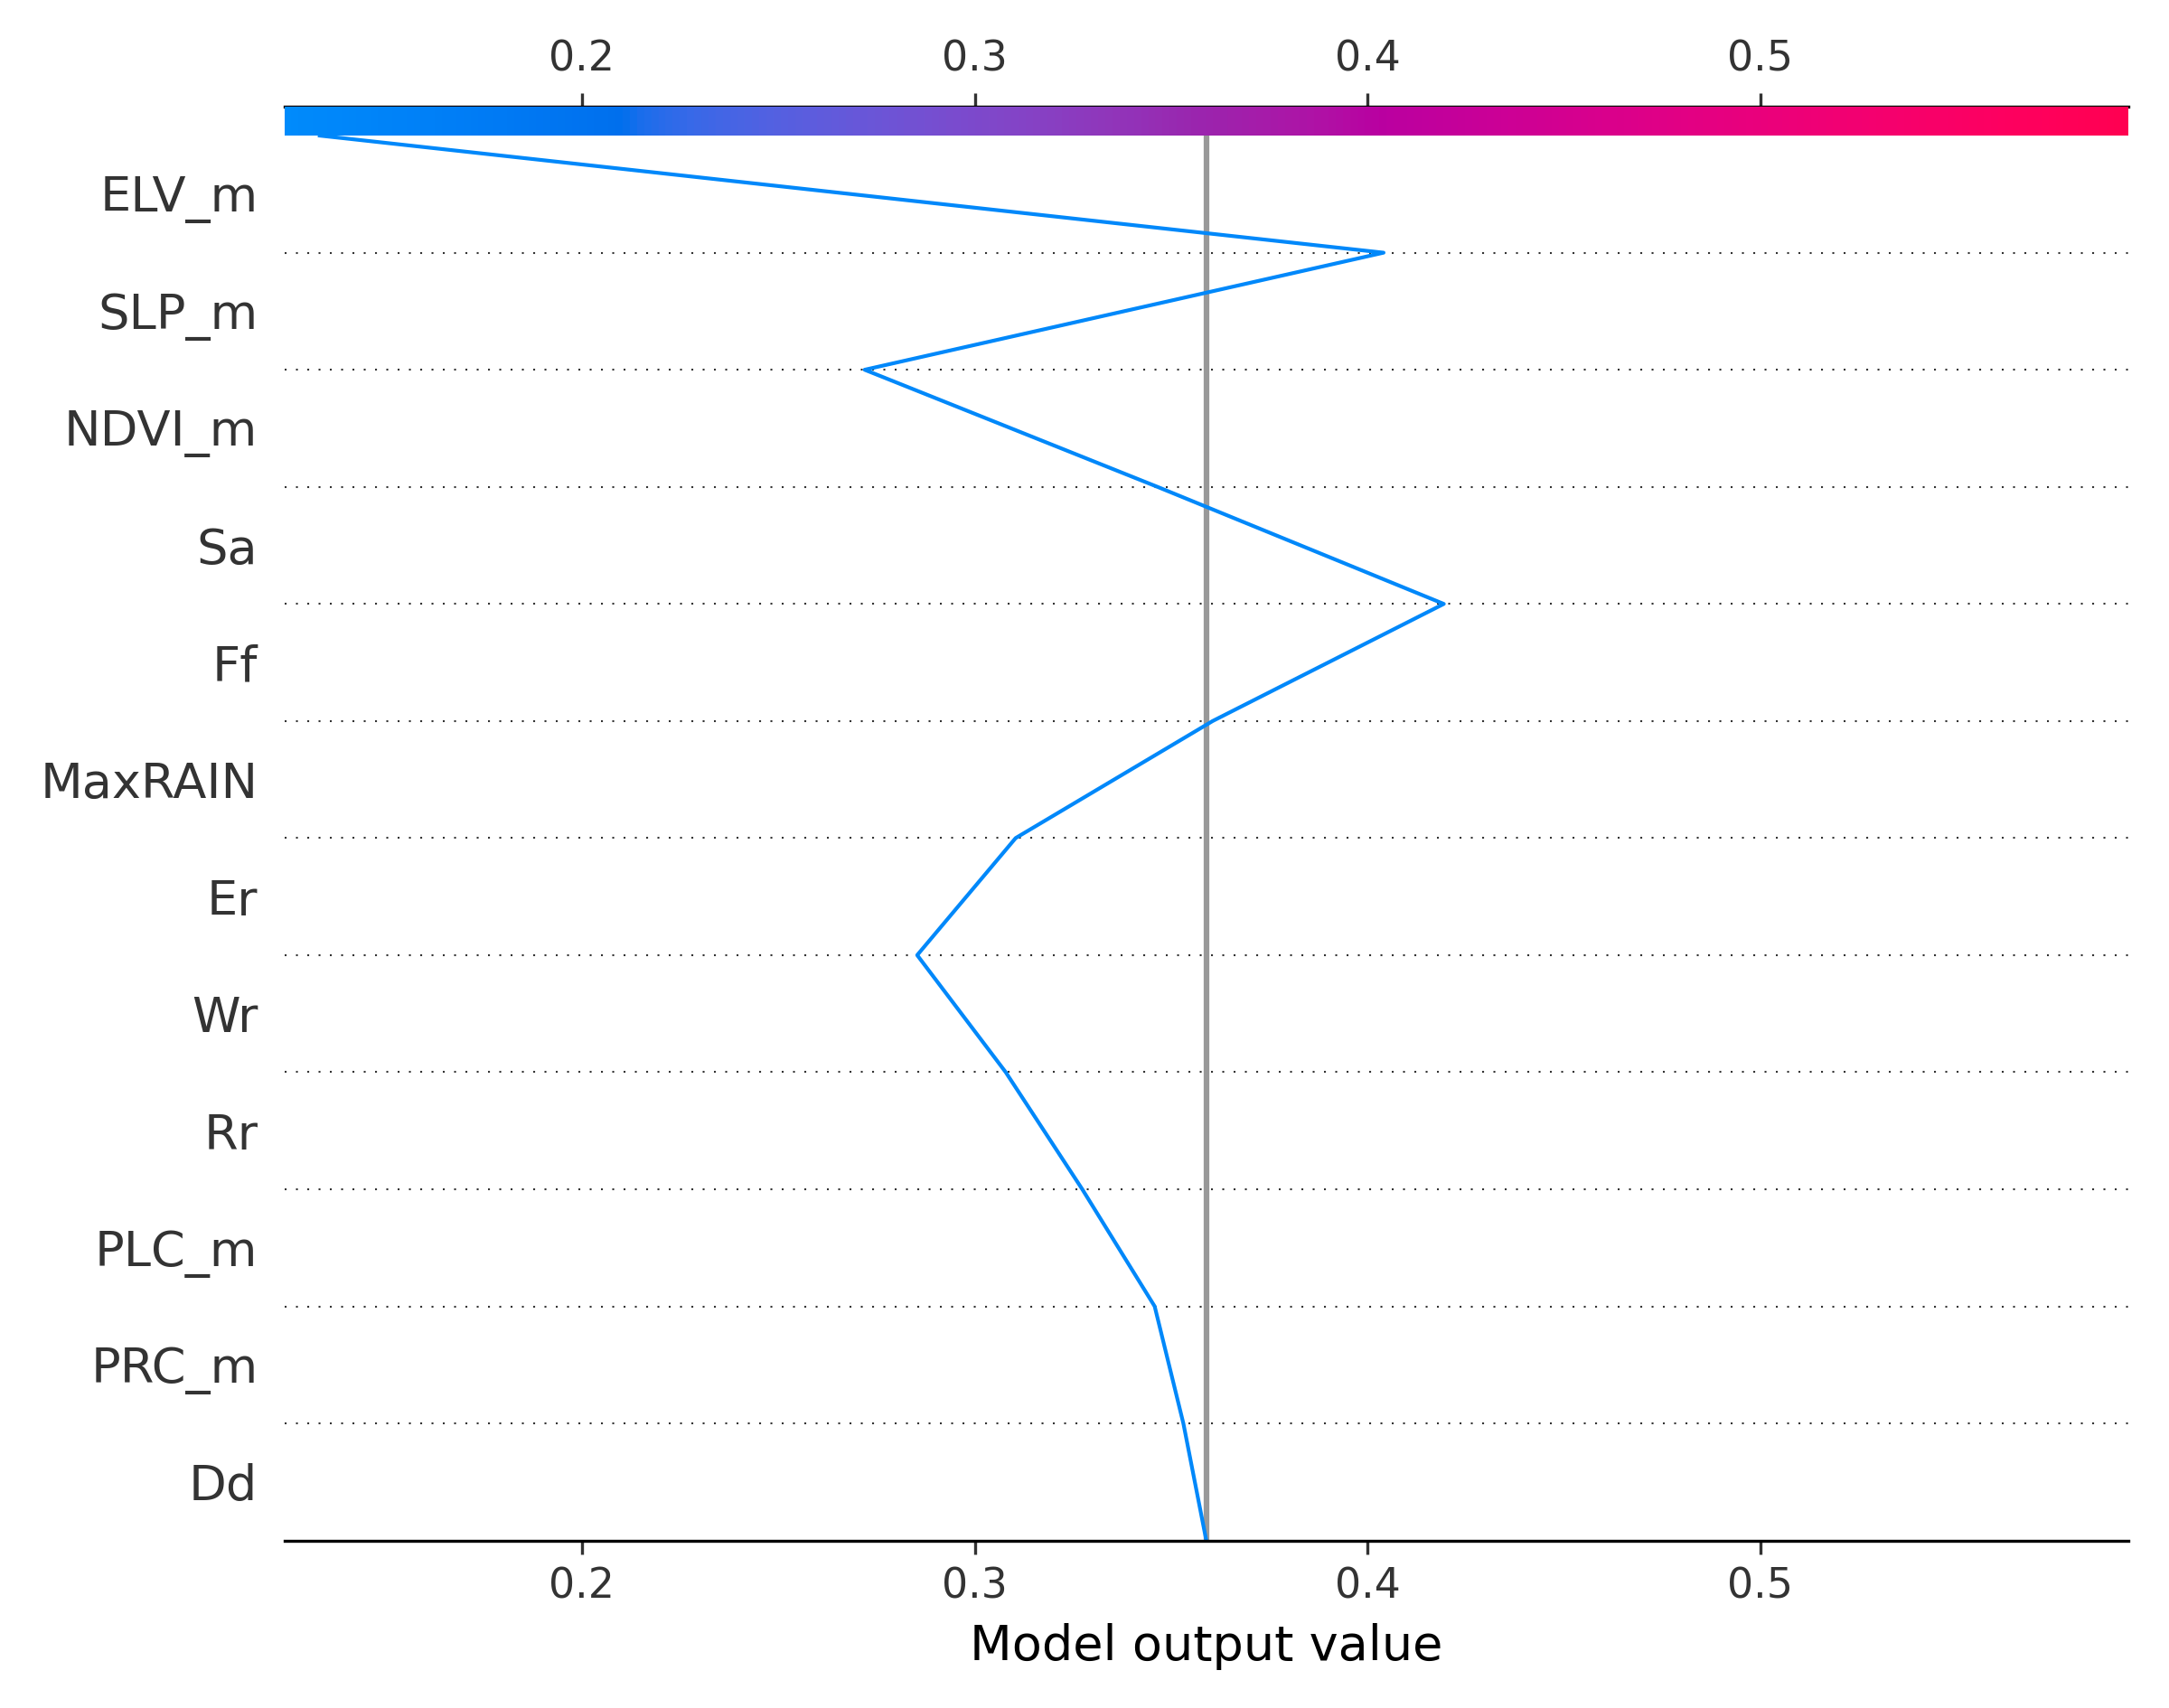 0.2 0.3 0.4 0.5
ELV_m
SLP_m
NDVI_m
Sa
Ff
MaxRAIN
Er
Wr
Rr
PLC_m
PRC_m
Dd
0.2 0.3 0.4 0.5
Model output value